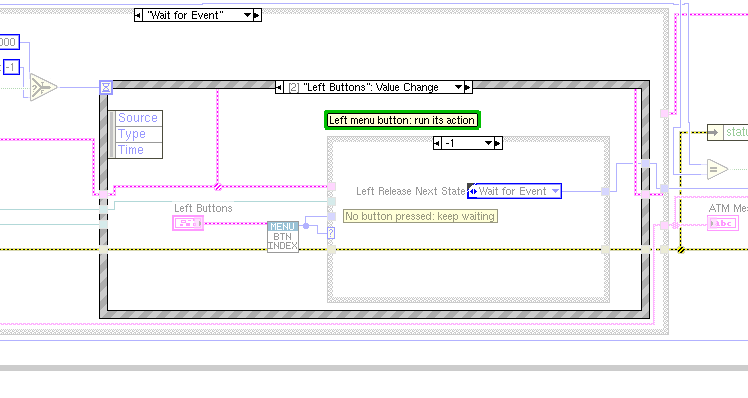 "Wait for Event"
000
-1
[2] "Left Buttons": Value Change
Source
Type
Time
Left menu button: run its action
-1
Left Release Next State
Wait for Event
No button pressed: keep waiting
Left Buttons
MENU
BTN
INDEX
?
?
=
statu
ATM Me
abc